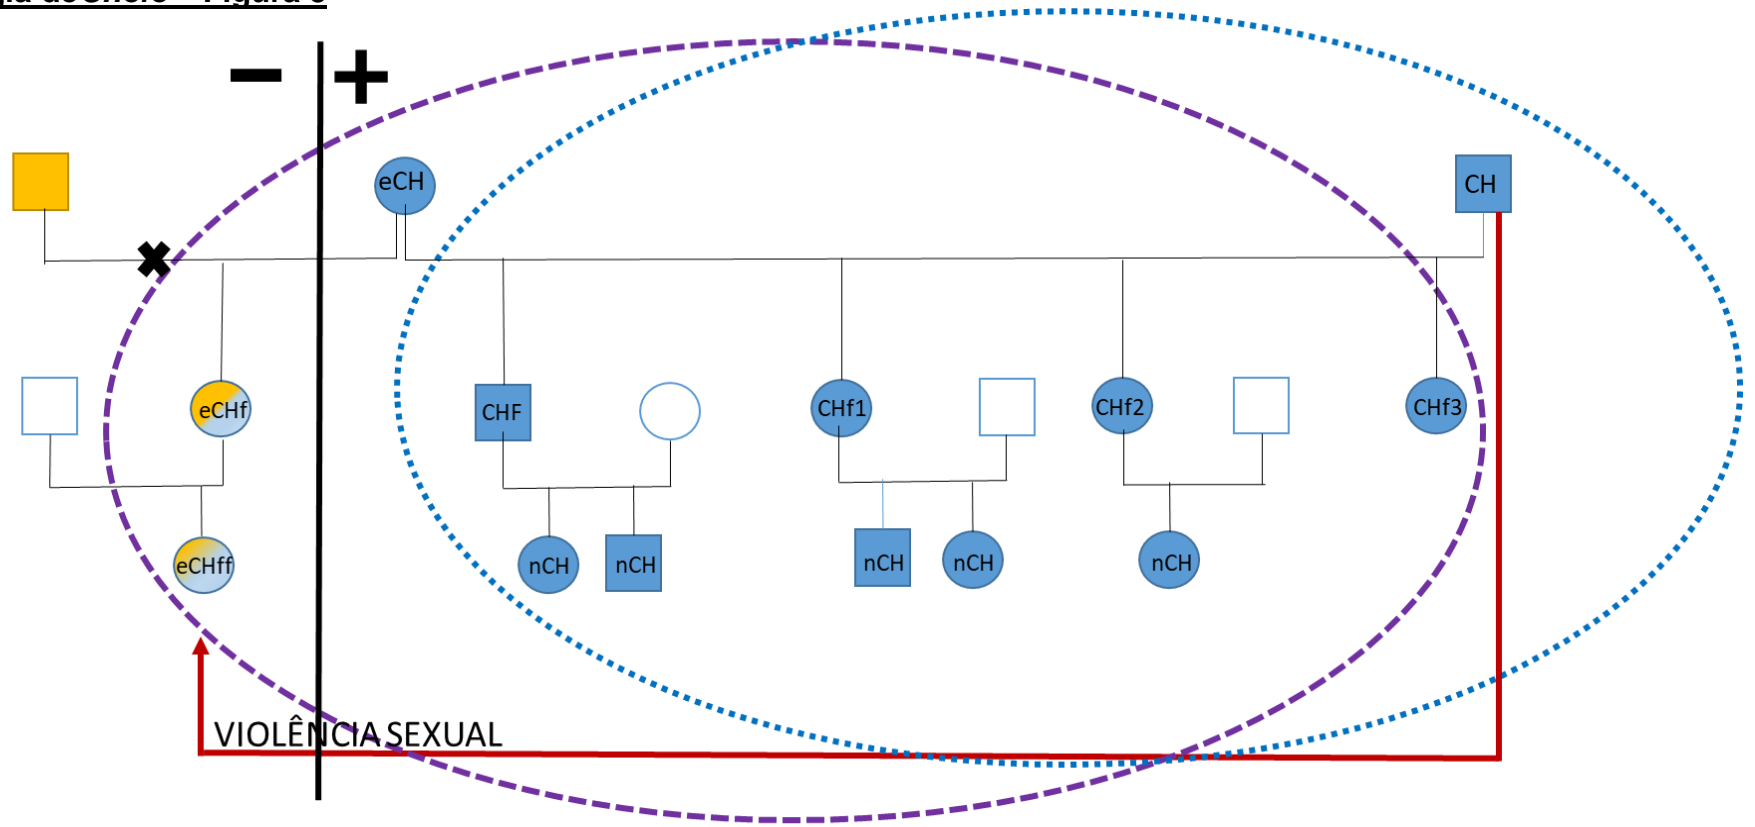 − +
eCH CH
eCHf CHF CHf1 CHf2 CHf3
eCHff nCH nCH nCH nCH nCH
VIOLÊNCIA SEXUAL